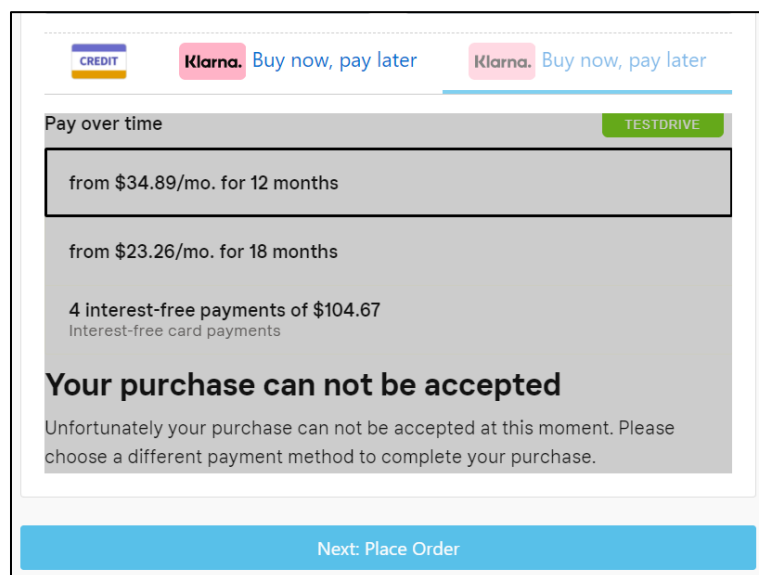 CREDIT Klarna. Buy now, pay later Klarna. Buy now, pay later
Pay over time TESTDRIVE
from $34.89/mo. for 12 months
from $23.26/mo. for 18 months
4 interest-free payments of $104.67
Interest-free card payments
Your purchase can not be accepted
Unfortunately your purchase can not be accepted at this moment. Please
choose a different payment method to complete your purchase.
Next: Place Order